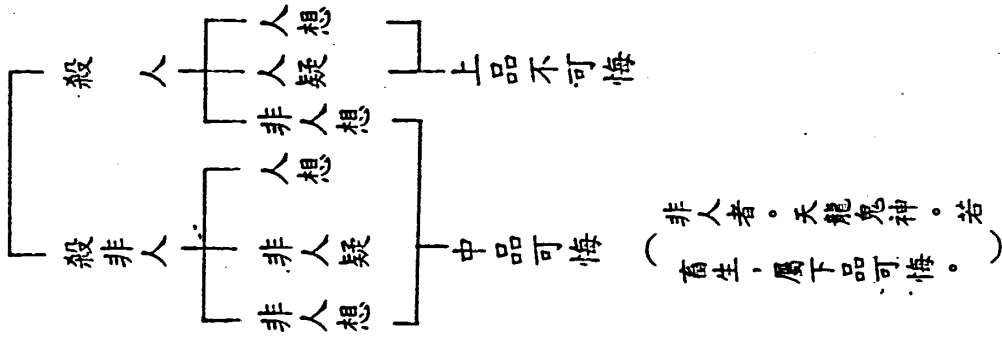 殺人
人想
人疑
非人想
上品不可悔
殺非人
人想
非人疑
非人想
中品可悔
(非人者。天龍鬼神。若
畜生,屬下品可悔。)